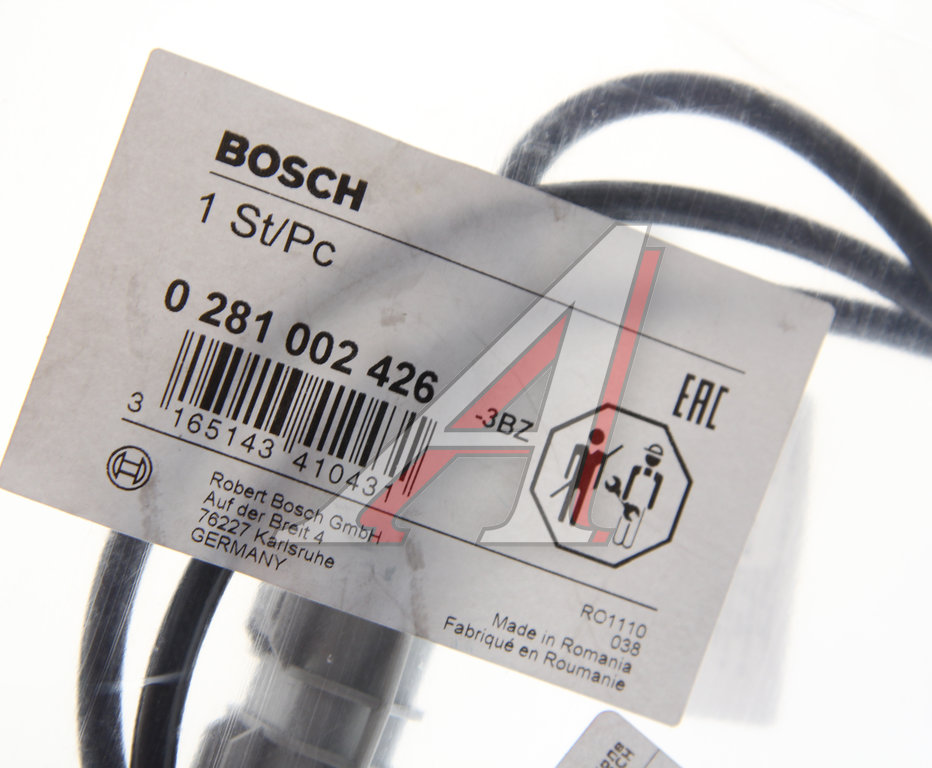 BOSCH
1 St/Pc
0 281 002 426
3 165143 410431
-3BZ
EAC
Robert Bosch GmbH
Auf der Breit 4
76227 Karlsruhe
GERMANY
RO1110
038
Made in Romania
Fabriqué en Roumanie